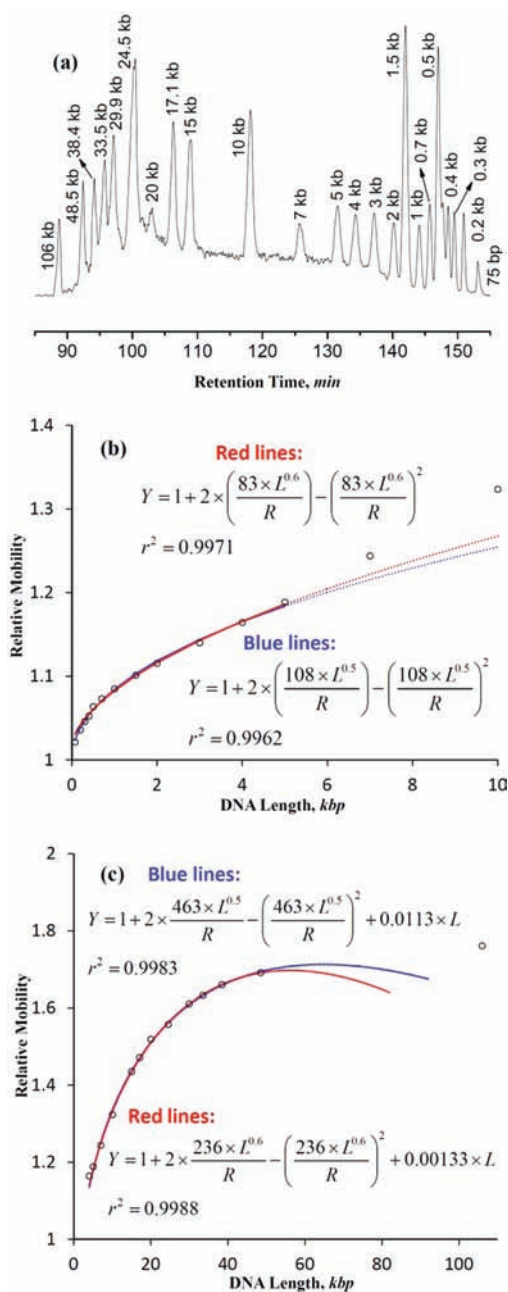 (a)
106 kb
48.5 kb
38.4 kb
33.5 kb
29.9 kb
24.5 kb
20 kb
17.1 kb
15 kb
10 kb
7 kb
5 kb
4 kb
3 kb
2 kb
1.5 kb
1 kb
0.7 kb
0.5 kb
0.4 kb
0.3 kb
0.2 kb
75 bp
90 100 110 120 130 140 150
Retention Time, min
(b)
Relative Mobility
1.4
1.3
1.2
1.1
1
Red lines:
Y = 1 + 2 × (83 × L^0.6 / R) − (83 × L^0.6 / R)^2
r² = 0.9971
Blue lines:
Y = 1 + 2 × (108 × L^0.5 / R) − (108 × L^0.5 / R)^2
r² = 0.9962
0 2 4 6 8 10
DNA Length, kbp
(c)
Relative Mobility
2
1.8
1.6
1.4
1.2
1
Blue lines:
Y = 1 + 2 × 463 × L^0.5 / R − (463 × L^0.5 / R)^2 + 0.0113 × L
r² = 0.9983
Red lines:
Y = 1 + 2 × 236 × L^0.6 / R − (236 × L^0.6 / R)^2 + 0.00133 × L
r² = 0.9988
0 20 40 60 80 100
DNA Length, kbp